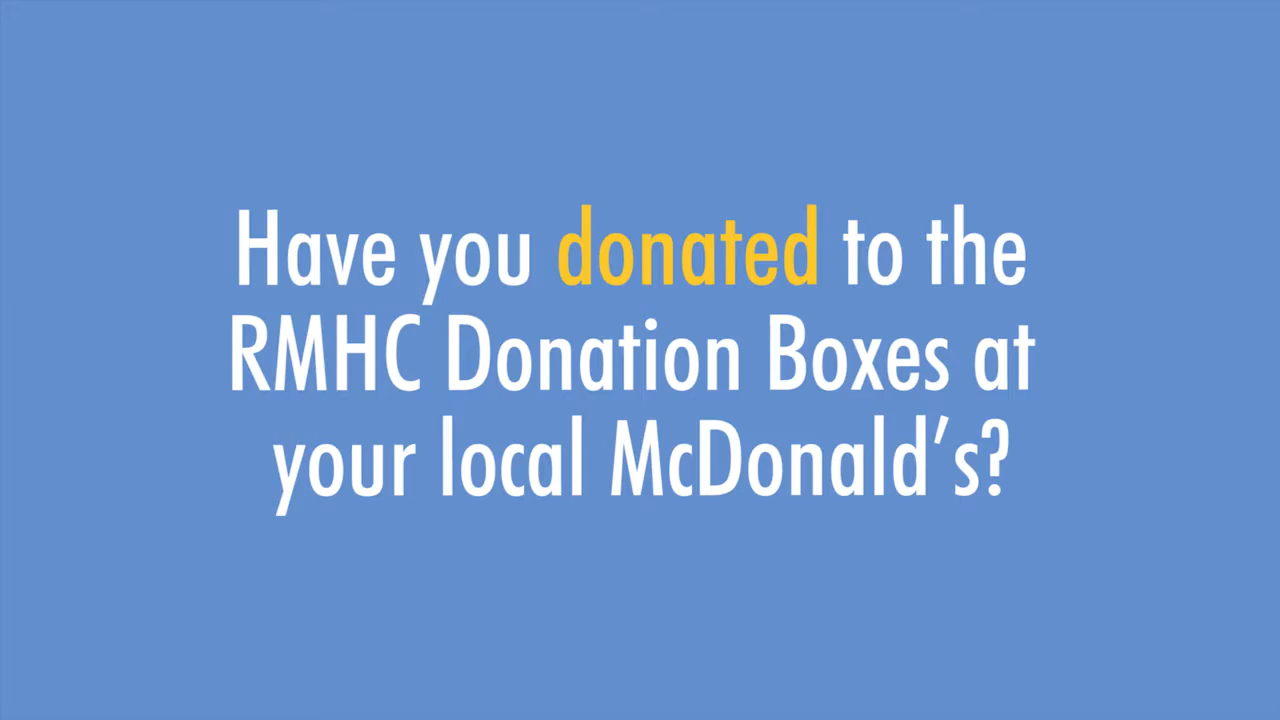 Have you donated to the
RMHC Donation Boxes at
your local McDonald’s?